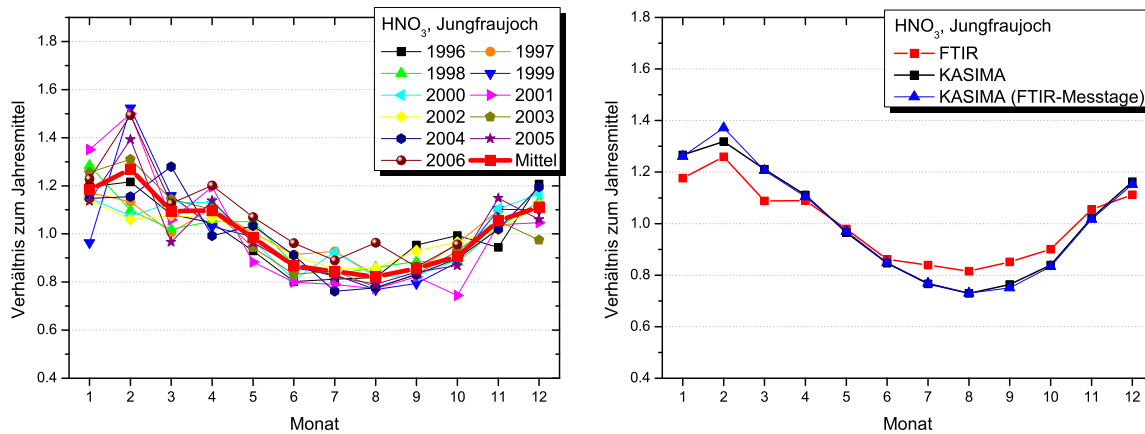 HNO3, Jungfraujoch
1996 1997
1998 1999
2000 2001
2002 2003
2004 2005
2006 Mittel
Verhältnis zum Jahresmittel
1.8
1.6
1.4
1.2
1.0
0.8
0.6
0.4
1 2 3 4 5 6 7 8 9 10 11 12
Monat
HNO3, Jungfraujoch
FTIR
KASIMA
KASIMA (FTIR-Messtage)
Verhältnis zum Jahresmittel
1.8
1.6
1.4
1.2
1.0
0.8
0.6
0.4
1 2 3 4 5 6 7 8 9 10 11 12
Monat